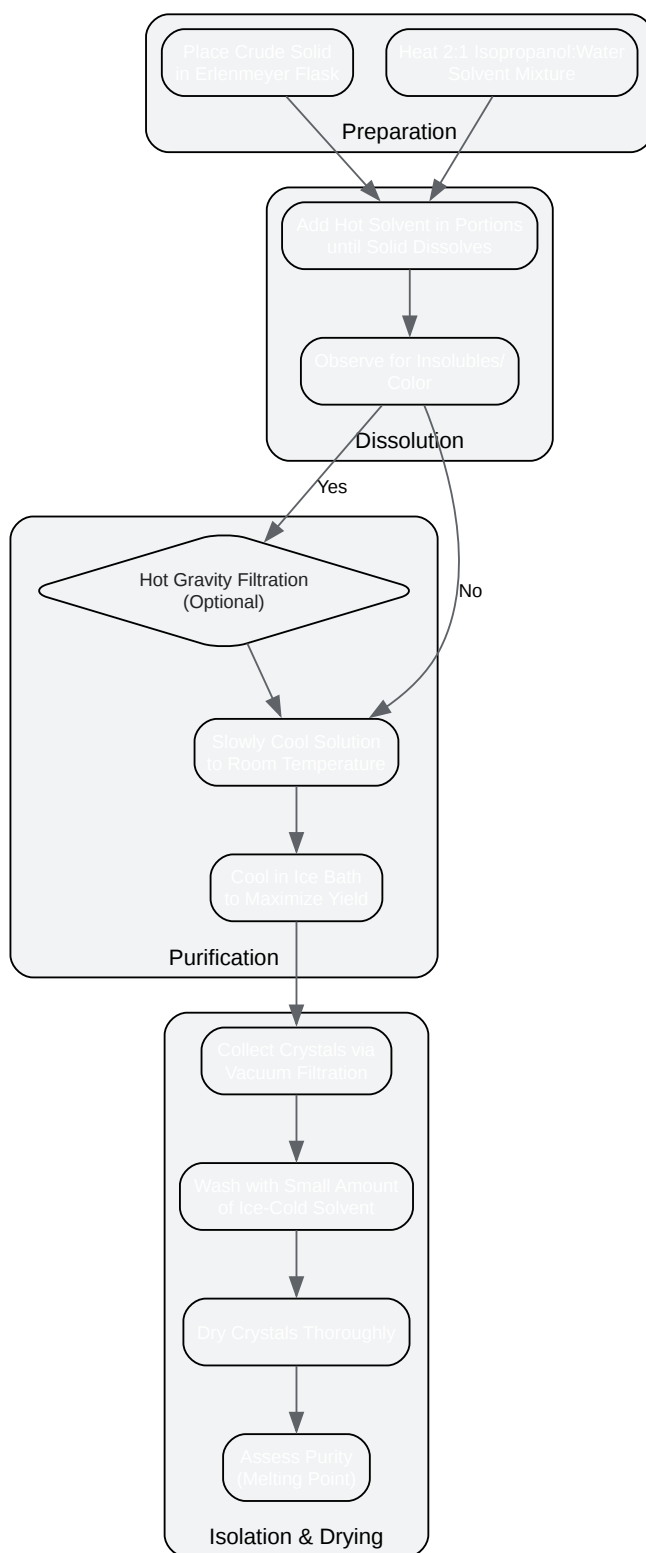 Place Crude Solid
in Erlenmeyer Flask
Heat 2:1 Isopropanol:Water
Solvent Mixture
Preparation
Add Hot Solvent in Portions
until Solid Dissolves
Observe for Insolubles/
Color
Dissolution
Yes
Hot Gravity Filtration
(Optional)
No
Slowly Cool Solution
to Room Temperature
Cool in Ice Bath
to Maximize Yield
Purification
Collect Crystals via
Vacuum Filtration
Wash with Small Amount
of Ice-Cold Solvent
Dry Crystals Thoroughly
Assess Purity
(Melting Point)
Isolation & Drying